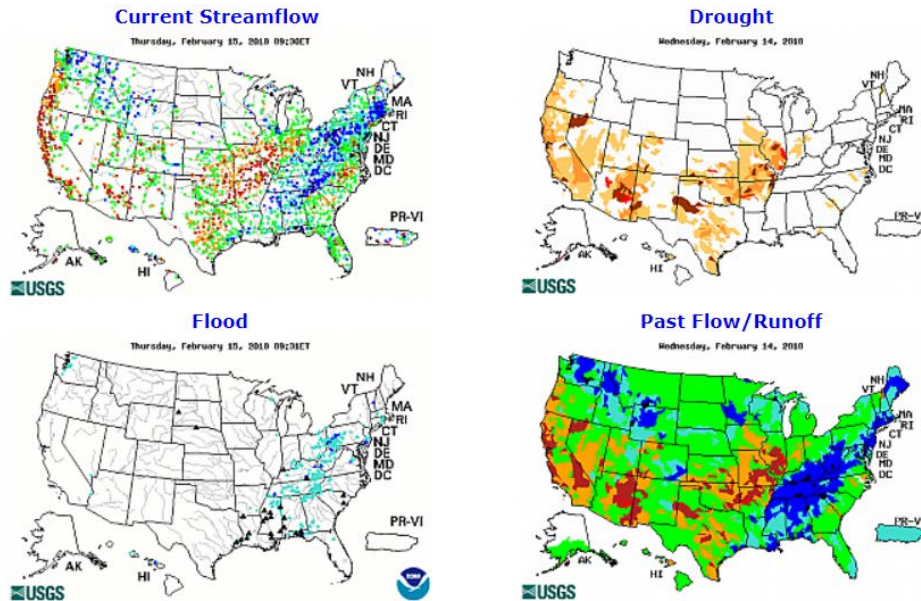 Current Streamflow
Thursday, February 15, 2018 09:30ET
NH
VT
MA
RI
CT
NJ
DE
MD
DC
PR-VI
AK
HI
USGS
Drought
Wednesday, February 14, 2018
NH
VT
MA
RI
CT
NJ
DE
MD
DC
PR-VI
AK
HI
USGS
Flood
Thursday, February 15, 2018 09:31ET
NH
VT
MA
RI
CT
NJ
DE
MD
DC
PR-VI
AK
HI
USGS
NOAA
Past Flow/Runoff
Wednesday, February 14, 2018
NH
VT
MA
RI
CT
NJ
DE
MD
DC
PR-V
AK
HI
USGS